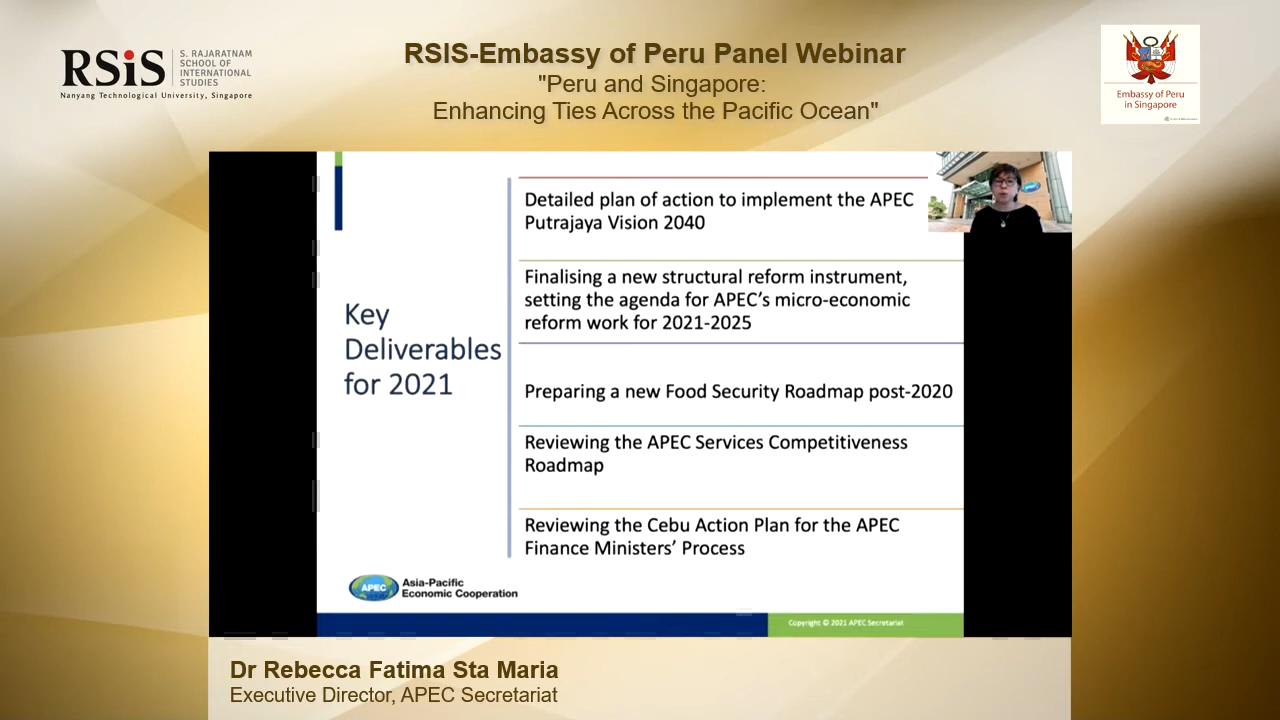 RSiS
S. RAJARATNAM
SCHOOL OF
INTERNATIONAL
STUDIES
Nanyang Technological University, Singapore
RSIS-Embassy of Peru Panel Webinar
"Peru and Singapore:
Enhancing Ties Across the Pacific Ocean"
Embassy of Peru
in Singapore
Key
Deliverables
for 2021
Detailed plan of action to implement the APEC
Putrajaya Vision 2040
Finalising a new structural reform instrument,
setting the agenda for APEC's micro-economic
reform work for 2021-2025
Preparing a new Food Security Roadmap post-2020
Reviewing the APEC Services Competitiveness
Roadmap
Reviewing the Cebu Action Plan for the APEC
Finance Ministers' Process
APEC
Asia-Pacific
Economic Cooperation
Copyright © 2021 APEC Secretariat
Dr Rebecca Fatima Sta Maria
Executive Director, APEC Secretariat